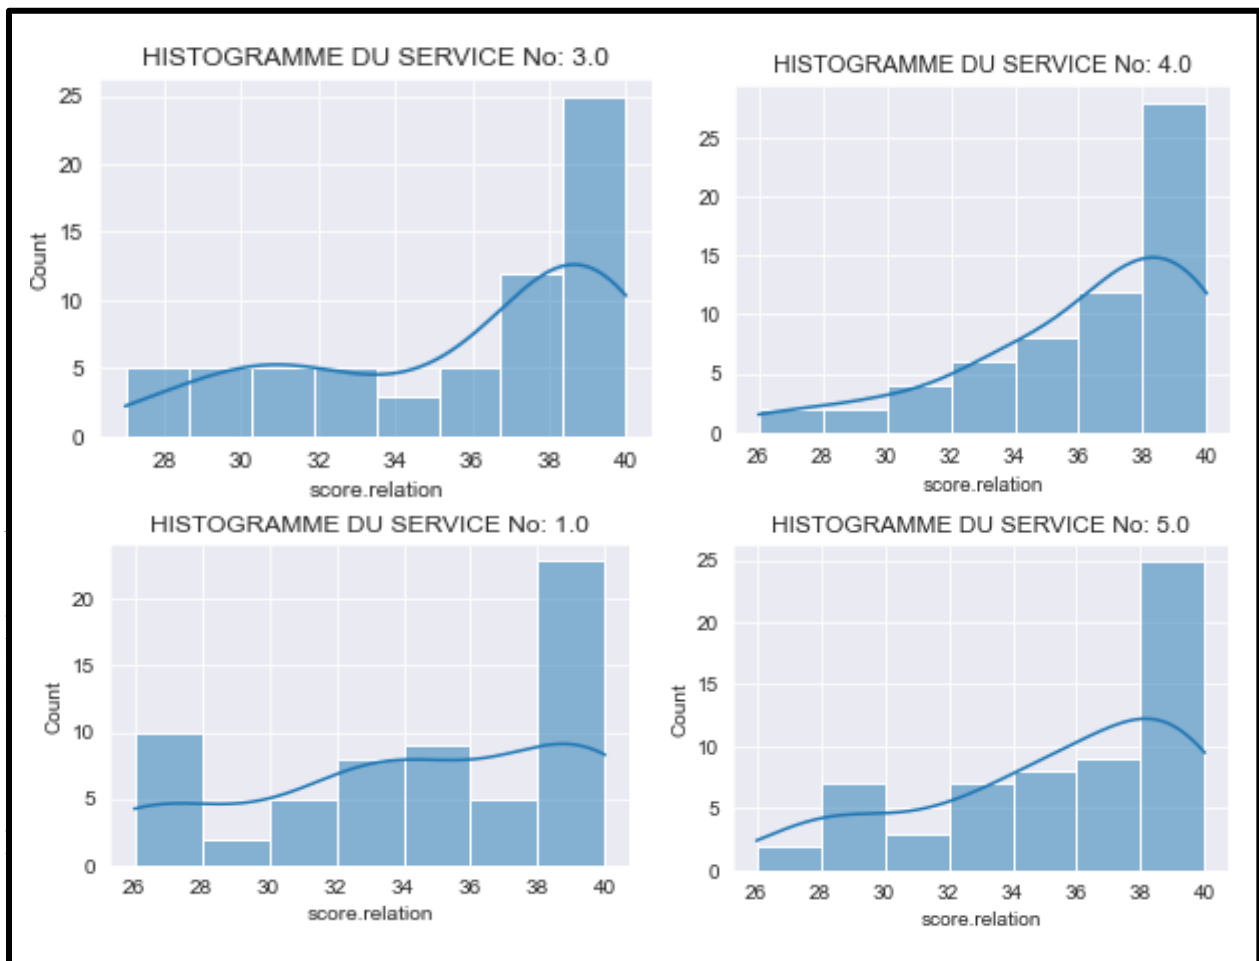 HISTOGRAMME DU SERVICE No: 3.0
25
20
15
10
5
0
Count
28 30 32 34 36 38 40
score.relation
HISTOGRAMME DU SERVICE No: 4.0
25
20
15
10
5
0
26 28 30 32 34 36 38 40
score.relation
HISTOGRAMME DU SERVICE No: 1.0
20
15
10
5
0
Count
26 28 30 32 34 36 38 40
score.relation
HISTOGRAMME DU SERVICE No: 5.0
25
20
15
10
5
0
Count
26 28 30 32 34 36 38 40
score.relation